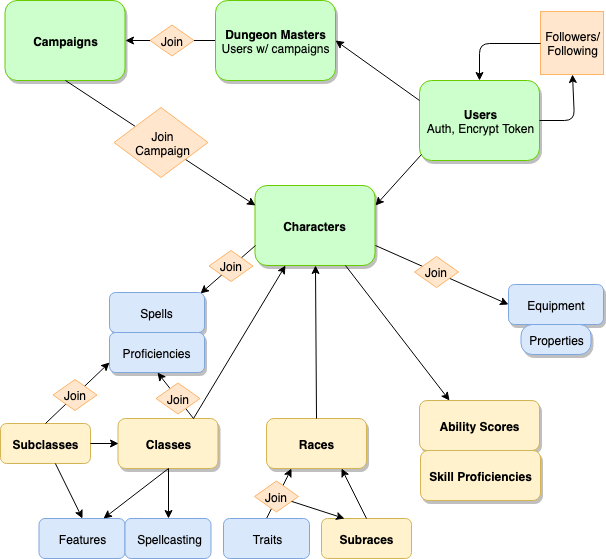 Campaigns
Join
Dungeon Masters
Users w/ campaigns
Followers/
Following
Users
Auth, Encrypt Token
Join
Campaign
Characters
Join
Join
Spells
Equipment
Proficiencies
Properties
Join
Join
Subclasses
Classes
Races
Ability Scores
Skill Proficiencies
Join
Features
Spellcasting
Traits
Subraces